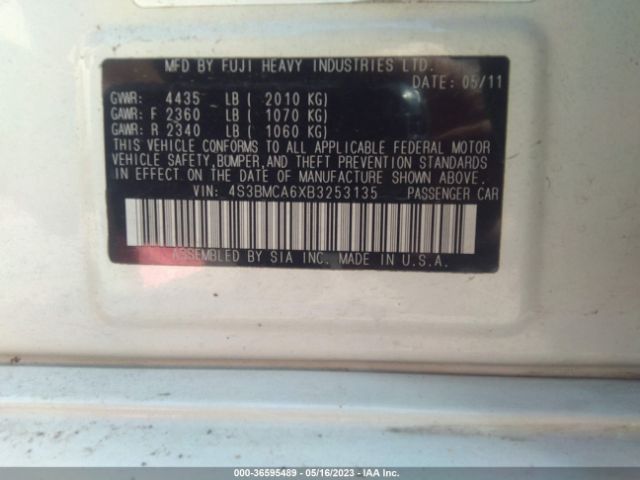 MFD BY FUJI HEAVY INDUSTRIES LTD.
DATE: 05/11
GVWR: 4435 LB ( 2010 KG)
GAWR: F 2360 LB ( 1070 KG)
GAWR: R 2340 LB ( 1060 KG)
THIS VEHICLE CONFORMS TO ALL APPLICABLE FEDERAL MOTOR
VEHICLE SAFETY, BUMPER, AND THEFT PREVENTION STANDARDS
IN EFFECT ON THE DATE OF MANUFACTURE SHOWN ABOVE.
VIN: 4S3BMCA6XB3253135 PASSENGER CAR
ASSEMBLED BY SIA INC. MADE IN U.S.A.
000-36595489 - 05/16/2023 - IAA Inc.